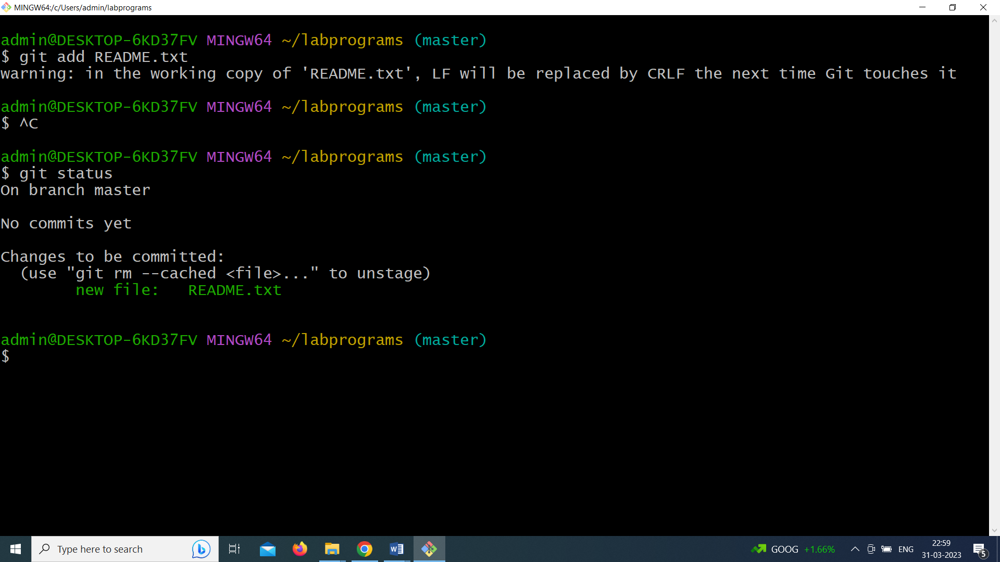 MINGW64:/c/Users/admin/labprograms
admin@DESKTOP-6KD37FV MINGW64 ~/labprograms (master)
$ git add README.txt
warning: in the working copy of 'README.txt', LF will be replaced by CRLF the next time Git touches it
admin@DESKTOP-6KD37FV MINGW64 ~/labprograms (master)
$ ^C
admin@DESKTOP-6KD37FV MINGW64 ~/labprograms (master)
$ git status
On branch master
No commits yet
Changes to be committed:
  (use "git rm --cached <file>..." to unstage)
        new file:   README.txt
admin@DESKTOP-6KD37FV MINGW64 ~/labprograms (master)
$
Type here to search
GOOG +1.66%
ENG
22:59
31-03-2023
5